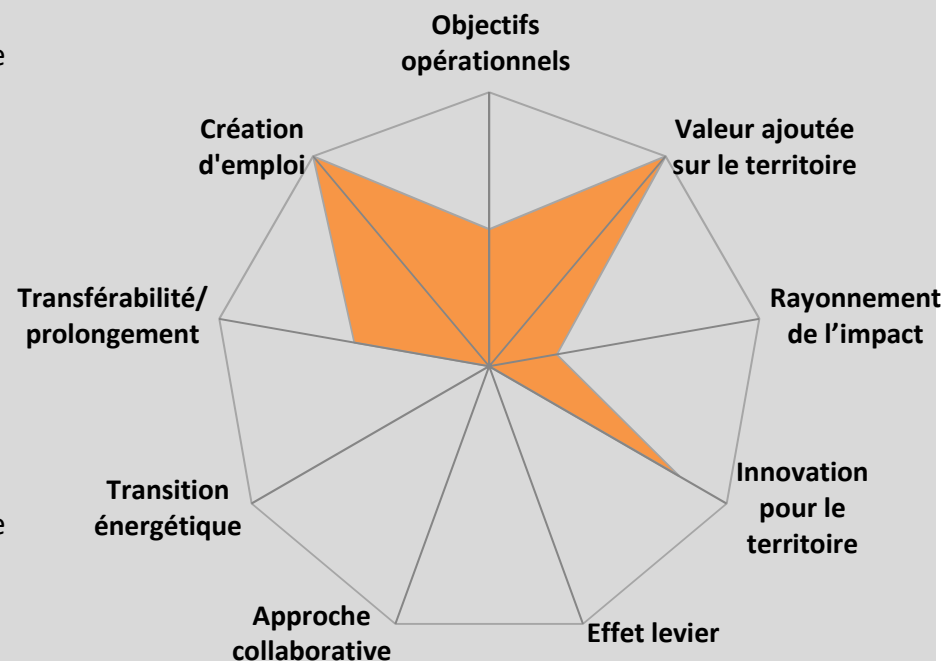 Objectifs
opérationnels
Valeur ajoutée
sur le territoire
Rayonnement
de l’impact
Innovation
pour le
territoire
Effet levier
Approche
collaborative
Transition
énergétique
Transférabilité/
prolongement
Création
d'emploi
e
e